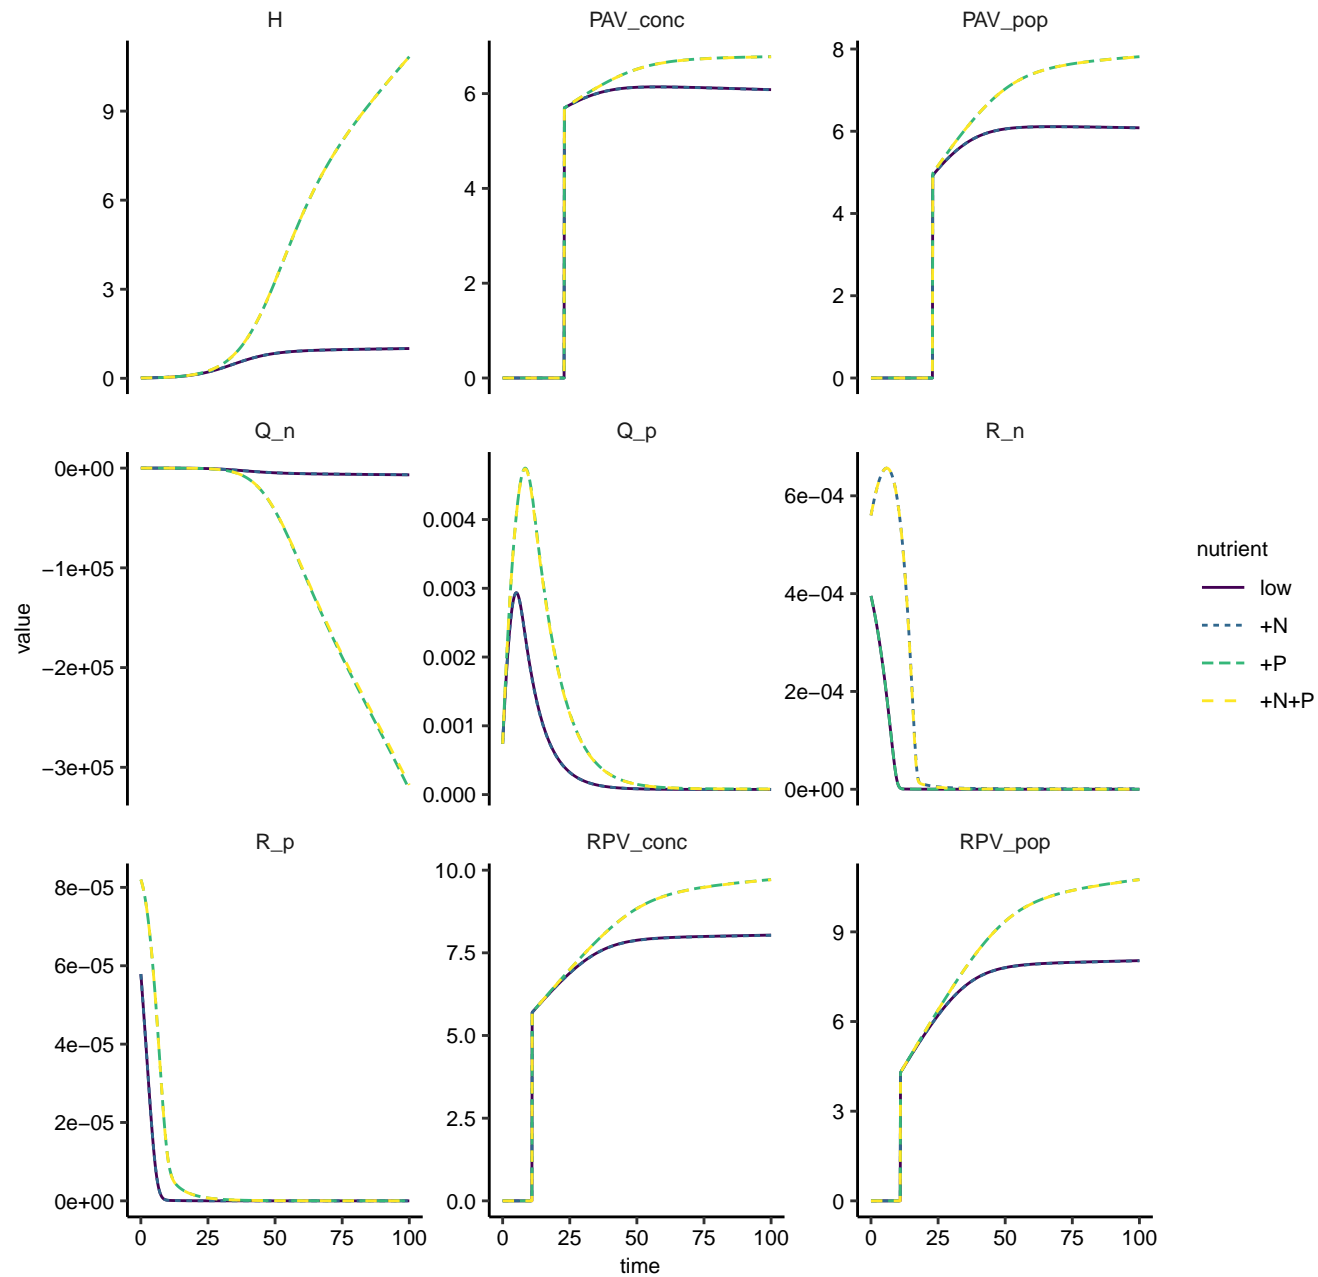 H
PAV_conc
PAV_pop
9
6
3
0
6
4
2
0
8
6
4
2
0
Q_n
Q_p
R_n
0e+00
−1e+05
−2e+05
−3e+05
0.004
0.003
0.002
0.001
0.000
6e−04
4e−04
2e−04
0e+00
R_p
RPV_conc
RPV_pop
8e−05
6e−05
4e−05
2e−05
0e+00
10.0
7.5
5.0
2.5
0.0
9
6
3
0
0 25 50 75 100
0 25 50 75 100
0 25 50 75 100
time
value
nutrient
low
+N
+P
+N+P